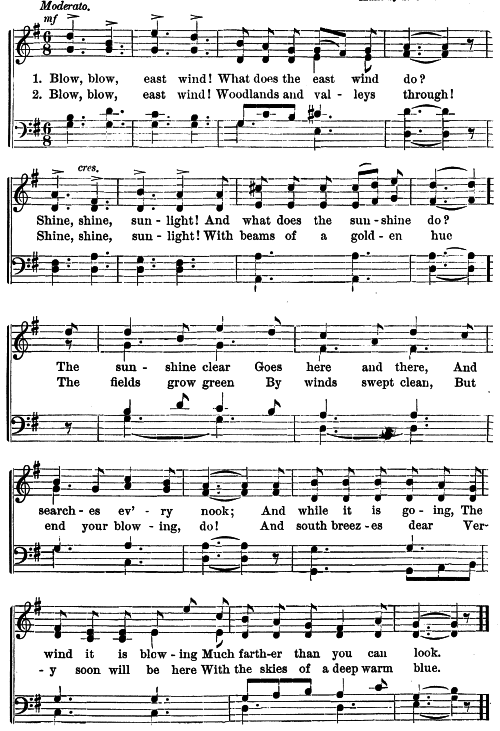 Moderato.
mf
1. Blow, blow, east wind! What does the east wind do?
2. Blow, blow, east wind! Woodlands and val - leys through!
cres.
Shine, shine, sun - light! And what does the sun - shine do?
Shine, shine, sun - light! With beams of a gold - en hue
The sun - shine clear Goes here and there, And
The fields grow green By winds swept clean, But
search - es ev' - ry nook; And while it is go - ing, The
end your blow - ing, do! And south breez - es dear Ver-
wind it is blow - ing Much farth - er than you can look.
- y soon will be here With the skies of a deep warm blue.